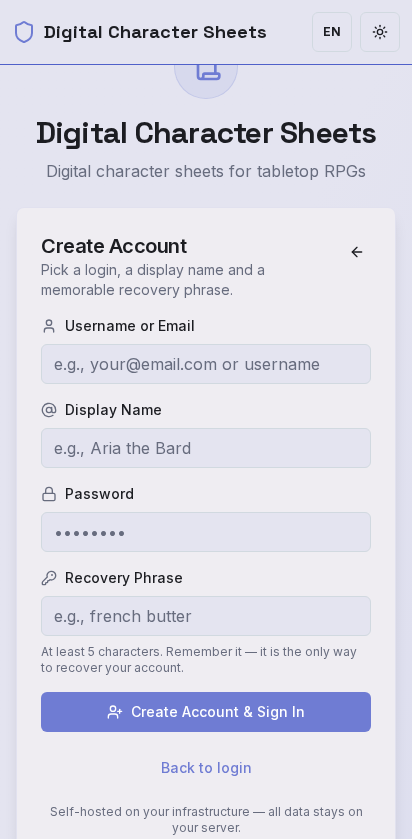 Digital Character Sheets
EN
Digital Character Sheets
Digital character sheets for tabletop RPGs
Create Account
Pick a login, a display name and a
memorable recovery phrase.
Username or Email
e.g., your@email.com or username
Display Name
e.g., Aria the Bard
Password
••••••••
Recovery Phrase
e.g., french butter
At least 5 characters. Remember it — it is the only way
to recover your account.
Create Account & Sign In
Back to login
Self-hosted on your infrastructure — all data stays on
your server.